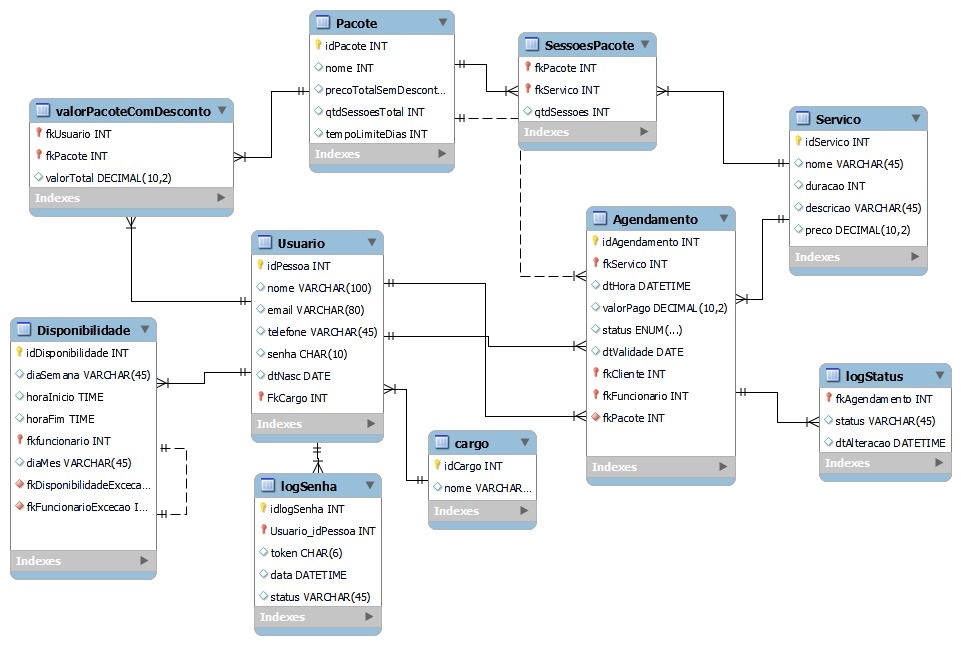 Pacote
idPacote INT
nome INT
precoTotalSemDescont...
qtdSessoesTotal INT
tempoLimiteDias INT
Indexes
SessoesPacote
fkPacote INT
fkServico INT
qtdSessoes INT
Indexes
valorPacoteComDesconto
fkUsuario INT
fkPacote INT
valorTotal DECIMAL(10,2)
Indexes
Servico
idServico INT
nome VARCHAR(45)
duracao INT
descricao VARCHAR(45)
preco DECIMAL(10,2)
Indexes
Usuario
idPessoa INT
nome VARCHAR(100)
email VARCHAR(80)
telefone VARCHAR(45)
senha CHAR(10)
dtNasc DATE
FkCargo INT
Indexes
Agendamento
idAgendamento INT
fkServico INT
dtHora DATETIME
valorPago DECIMAL(10,2)
status ENUM(...)
dtValidade DATE
fkCliente INT
fkFuncionario INT
fkPacote INT
Indexes
Disponibilidade
idDisponibilidade INT
diaSemana VARCHAR(45)
horaInicio TIME
horaFim TIME
fkfuncionario INT
diaMes VARCHAR(45)
fkDisponibilidadeExceca...
fkFuncionarioExcecao I...
Indexes
logStatus
fkAgendamento INT
status VARCHAR(45)
dtAlteracao DATETIME
Indexes
cargo
idCargo INT
nome VARCHAR...
Indexes
logSenha
idlogSenha INT
Usuario_idPessoa INT
token CHAR(6)
data DATETIME
status VARCHAR(45)
Indexes